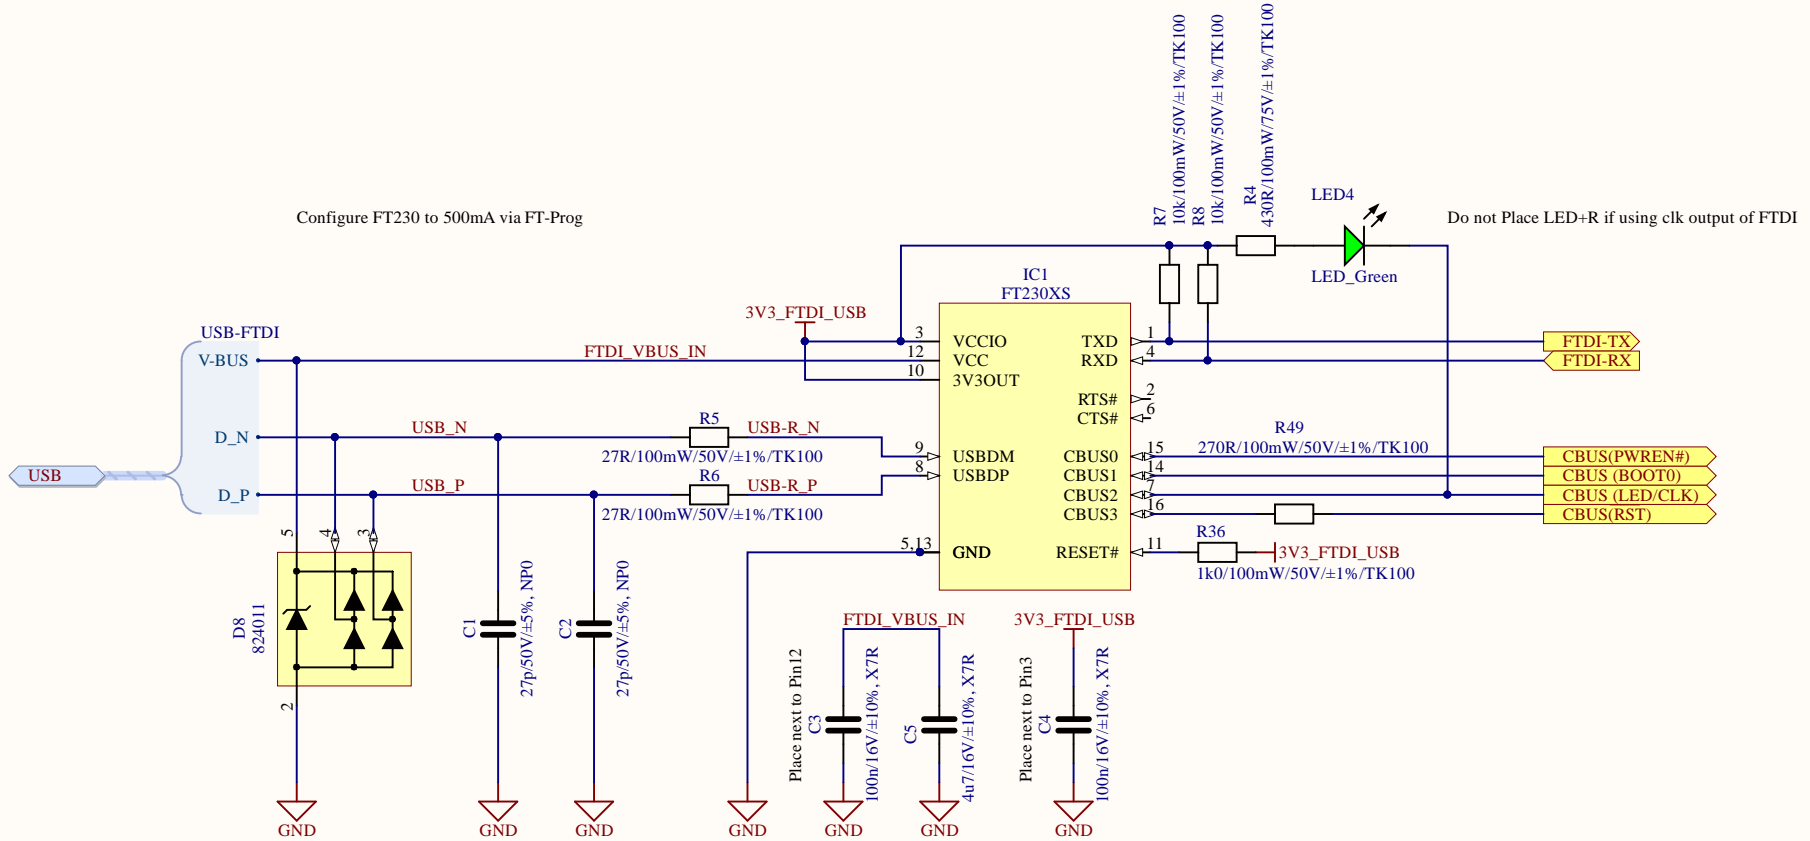 R7
10k/100mW/50V/±1%/TK100
R8
10k/100mW/50V/±1%/TK100
R4
430R/100mW/75V/±1%/TK100
LED4
LED_Green
Configure FT230 to 500mA via FT-Prog
Do not Place LED+R if using clk output of FTDI
IC1
FT230XS
3V3_FTDI_USB
USB-FTDI
V-BUS
FTDI_VBUS_IN
3
VCCIO
12
VCC
10
3V3OUT
TXD
1
RXD
4
FTDI-TX
FTDI-RX
RTS#
2
CTS#
6
D_N
USB_N
R5
27R/100mW/50V/±1%/TK100
USB-R_N
9
USBDM
USB
D_P
USB_P
R6
27R/100mW/50V/±1%/TK100
USB-R_P
8
USBDP
R49
270R/100mW/50V/±1%/TK100
CBUS0
15
CBUS(PWREN#)
CBUS1
14
CBUS (BOOT0)
CBUS2
7
CBUS (LED/CLK)
CBUS3
16
CBUS(RST)
5,13
GND
RESET#
11
R36
1k0/100mW/50V/±1%/TK100
3V3_FTDI_USB
5
4
3
2
D8
824011
C1
27p/50V/±5%, NP0
C2
27p/50V/±5%, NP0
FTDI_VBUS_IN
Place next to Pin12
C3
100n/16V/±10%, X7R
C5
4u7/16V/±10%, X7R
3V3_FTDI_USB
Place next to Pin3
C4
100n/16V/±10%, X7R
GND
GND
GND
GND
GND
GND
GND